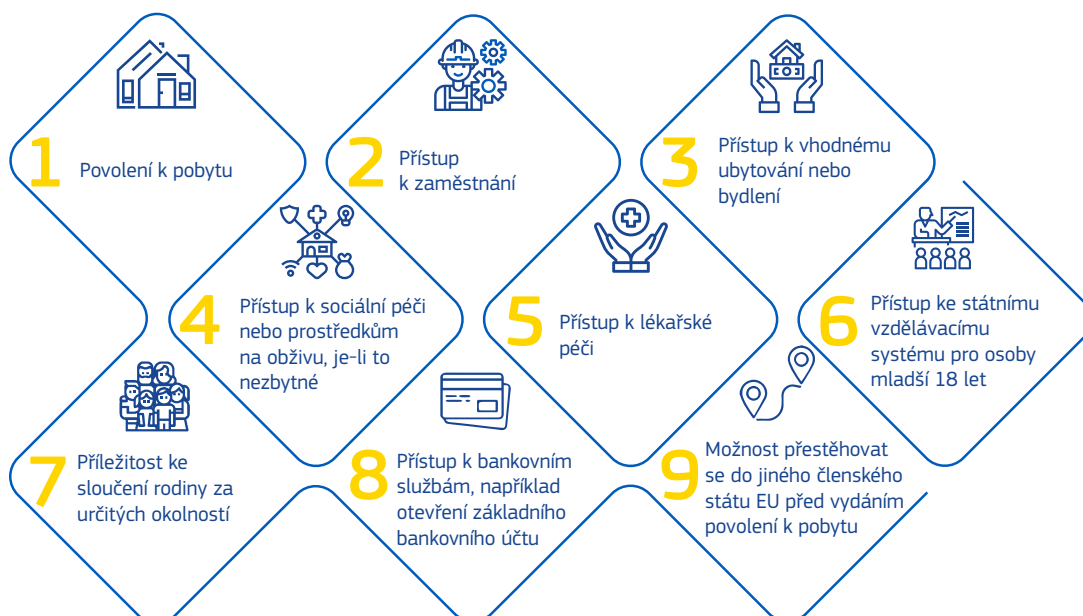 1
Povolení k pobytu
2
Přístup
k zaměstnání
3
Přístup k vhodnému
ubytování nebo
bydlení
4
Přístup k sociální péči
nebo prostředkům
na obživu, je-li to
nezbytné
5
Přístup k lékařské
péči
6
Přístup ke státnímu
vzdělávacímu
systému pro osoby
mladší 18 let
7
Příležitost ke
sloučení rodiny za
určitých okolností
8
Přístup k bankovním
službám, například
otevření základního
bankovního účtu
9
Možnost přestěhovat
se do jiného členského
státu EU před vydáním
povolení k pobytu